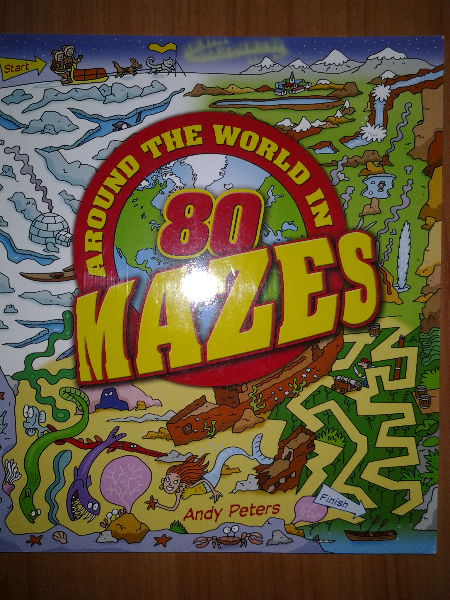 Start
AROUND THE WORLD IN
80
MAZES
Andy Peters
Finish